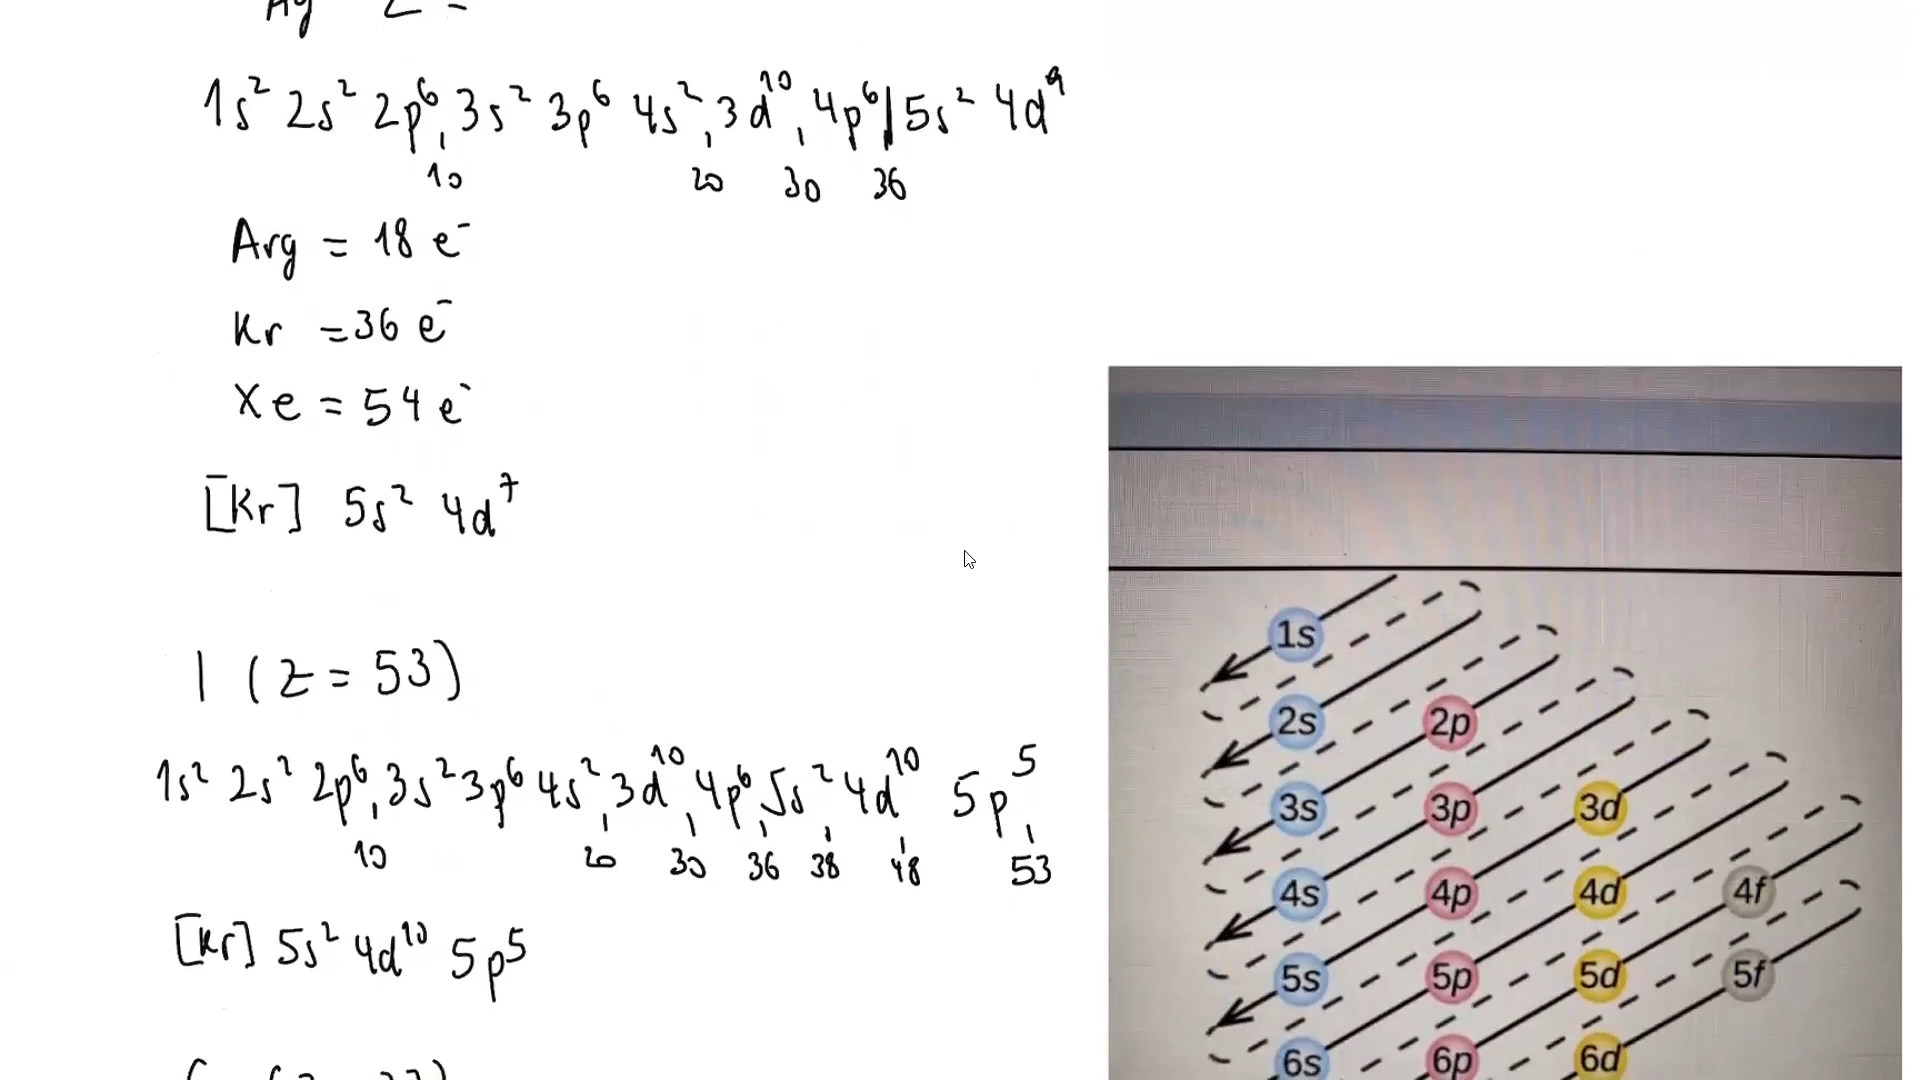 Ag Z =
1s² 2s² 2p⁶, 3s² 3p⁶ 4s², 3d¹⁰, 4p⁶ | 5s² 4d⁹
10 20 30 36
Arg = 18 e⁻
Kr = 36 e⁻
Xe = 54 e⁻
[Kr] 5s² 4d⁷
I (Z = 53)
1s² 2s² 2p⁶, 3s² 3p⁶ 4s², 3d¹⁰, 4p⁶, 5s² 4d¹⁰ 5p⁵
10 20 30 36 38 48 53
[Kr] 5s² 4d¹⁰ 5p⁵
1s
2s 2p
3s 3p 3d
4s 4p 4d 4f
5s 5p 5d 5f
6s 6p 6d